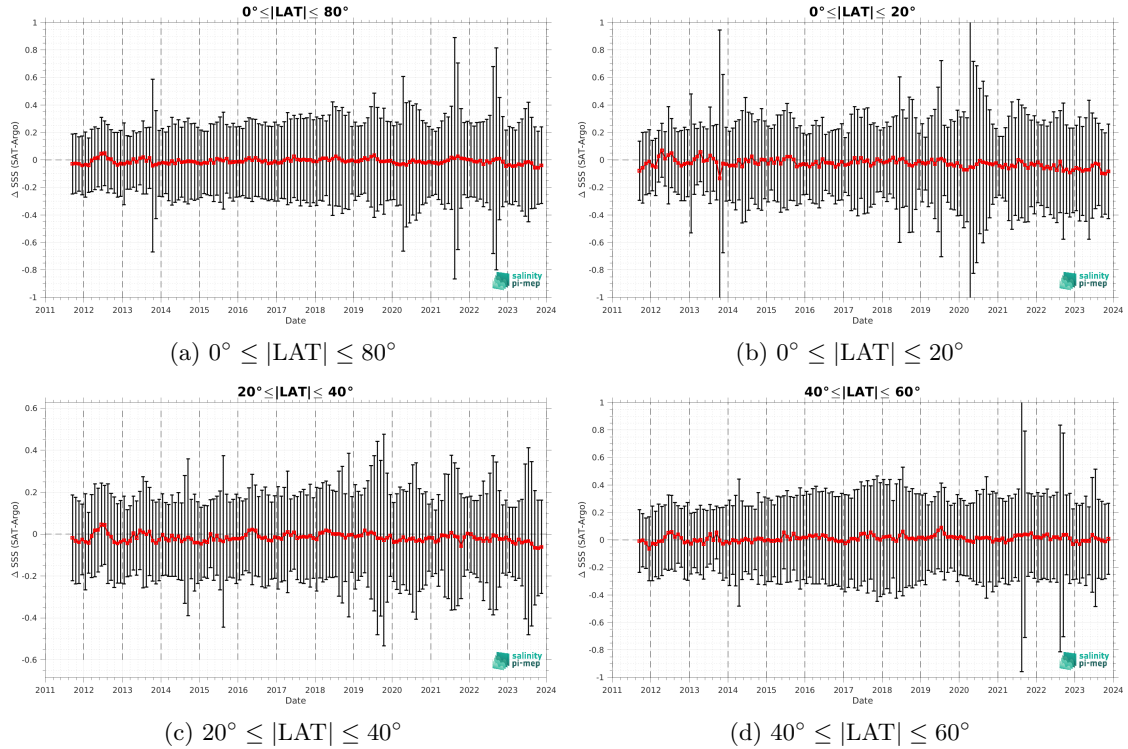 0°≤|LAT|≤ 80°
1
0.8
0.6
0.4
0.2
0
-0.2
-0.4
-0.6
-0.8
-1
Δ SSS (SAT-Argo)
2011 2012 2013 2014 2015 2016 2017 2018 2019 2020 2021 2022 2023 2024
Date
salinity
pi-mep
(a) 0° ≤ |LAT| ≤ 80°
0°≤|LAT|≤ 20°
1
0.8
0.6
0.4
0.2
0
-0.2
-0.4
-0.6
-0.8
-1
Δ SSS (SAT-Argo)
2011 2012 2013 2014 2015 2016 2017 2018 2019 2020 2021 2022 2023 2024
Date
salinity
pi-mep
(b) 0° ≤ |LAT| ≤ 20°
20°≤|LAT|≤ 40°
0.6
0.4
0.2
0
-0.2
-0.4
-0.6
Δ SSS (SAT-Argo)
2011 2012 2013 2014 2015 2016 2017 2018 2019 2020 2021 2022 2023 2024
Date
salinity
pi-mep
(c) 20° ≤ |LAT| ≤ 40°
40°≤|LAT|≤ 60°
1
0.8
0.6
0.4
0.2
0
-0.2
-0.4
-0.6
-0.8
-1
Δ SSS (SAT-Argo)
2011 2012 2013 2014 2015 2016 2017 2018 2019 2020 2021 2022 2023 2024
Date
salinity
pi-mep
(d) 40° ≤ |LAT| ≤ 60°